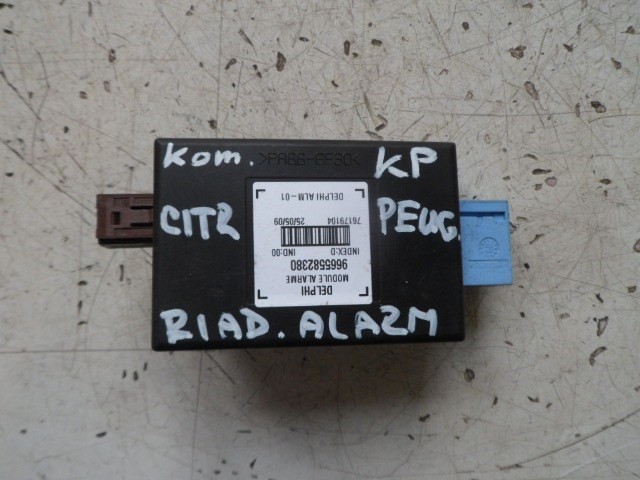 Kom. KP
>PA66-GF30<
CITR PEUG.
RIAD. ALARM
DELPHI
MODULE ALARME
9665582380
INDEX:D IND:00
76179104 25/05/09
DELPHI ALM-01